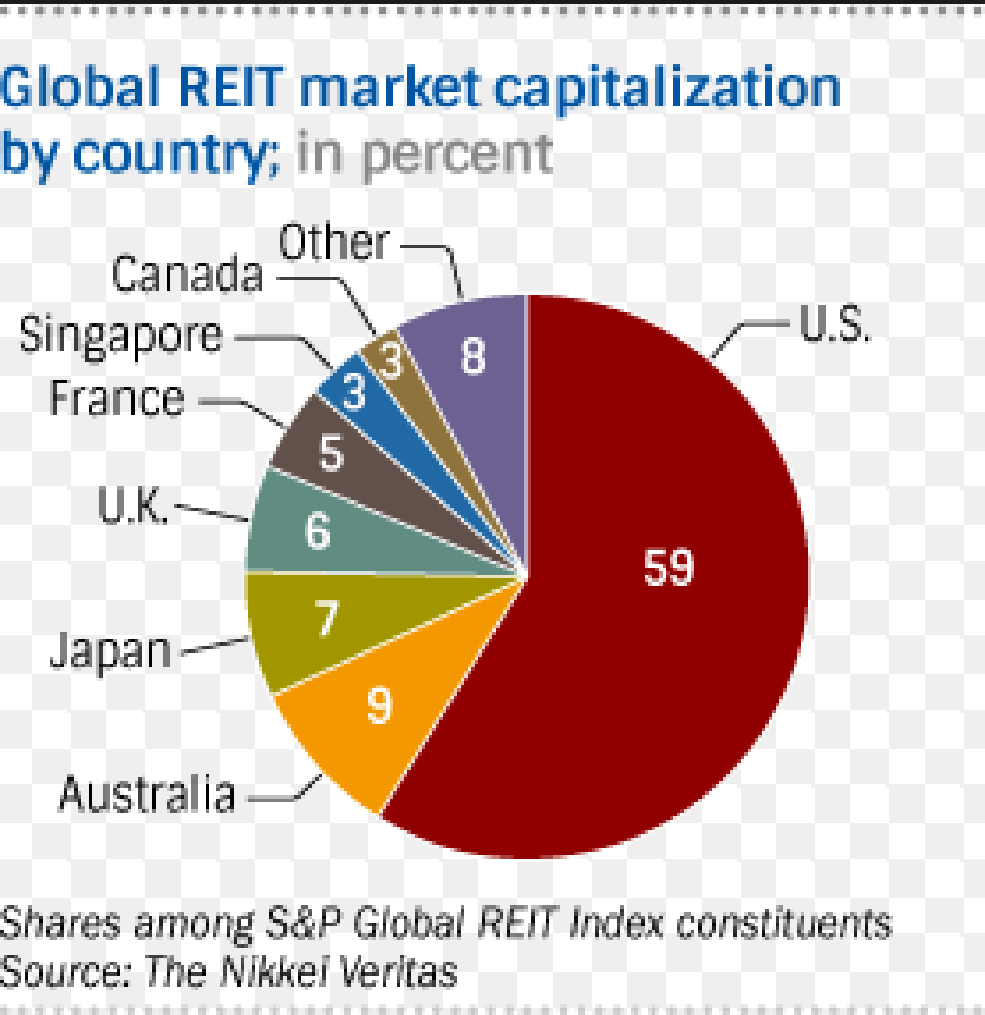 Global REIT market capitalization
by country; in percent
Other
Canada
Singapore
France
U.K.
Japan
Australia
U.S.
8
3
3
5
6
7
9
59
Shares among S&P Global REIT Index constituents
Source: The Nikkei Veritas